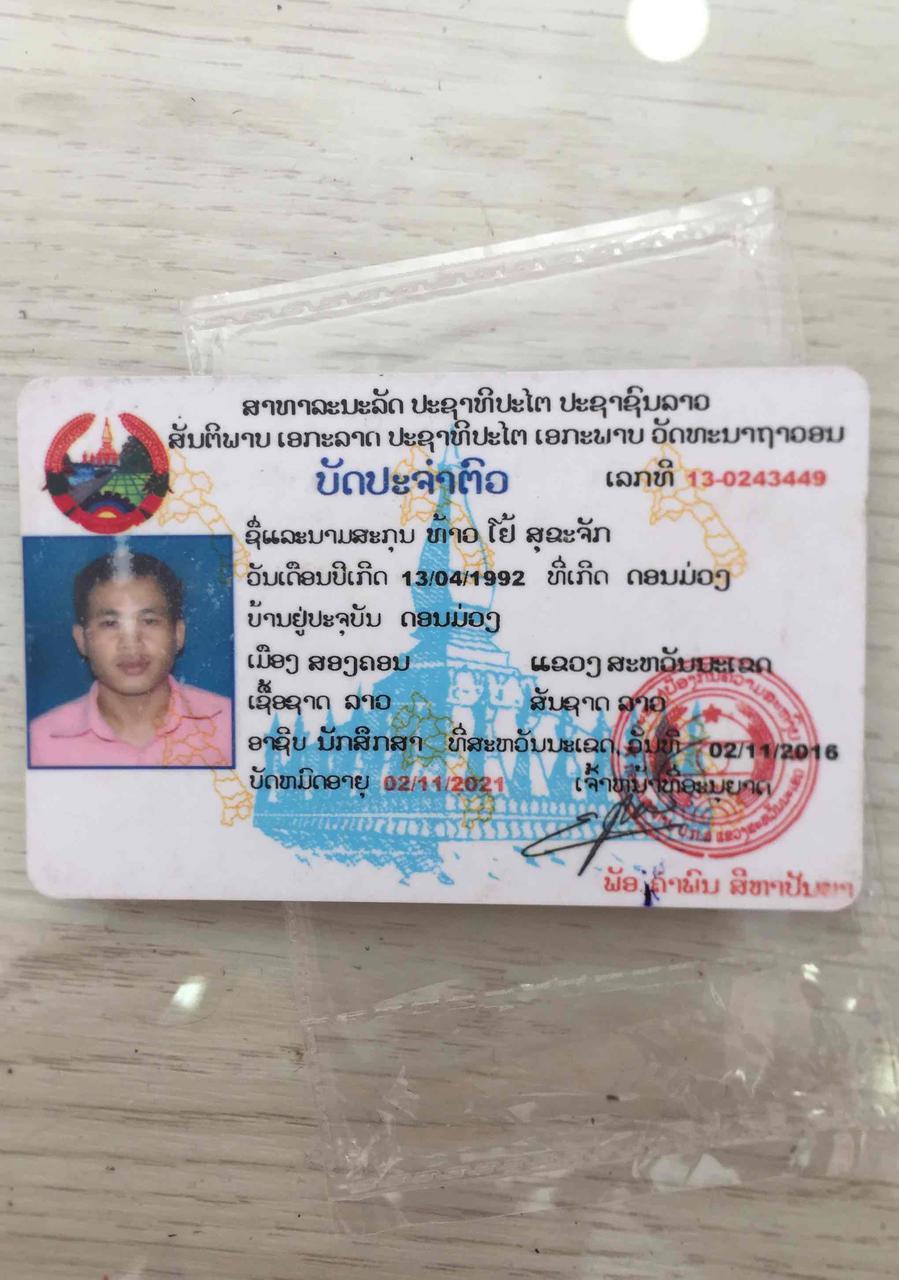 ສາທາລະນະລັດ ປະຊາທິປະໄຕ ປະຊາຊົນລາວ
ສັນຕິພາບ ເອກະລາດ ປະຊາທິປະໄຕ ເອກະພາບ ວັດທະນາຖາວອນ
ບັດປະຈຳຕົວ ເລກທີ 13-0243449
ຊື່ແລະນາມສະກຸນ ທ້າວ ໂຢ້ ສຸຂະຈັກ
ວັນເດືອນປີເກີດ 13/04/1992 ທີ່ເກີດ ດອນມ່ວງ
ບ້ານຢູ່ປະຈຸບັນ ດອນມ່ວງ
ເມືອງ ສອງຄອນ ແຂວງ ສະຫວັນນະເຂດ
ເຊື້ອຊາດ ລາວ ສັນຊາດ ລາວ
ອາຊິບ ນັກສຶກສາ ທີ່ສະຫວັນນະເຂດ, ວັນທີ 02/11/2016
ບັດຫມົດອາຍຸ 02/11/2021 ເຈົ້າຫນ້າທີ່ອະນຸຍາດ
ພັອ. ຄຳພົນ ສີຫາປັນຍາ